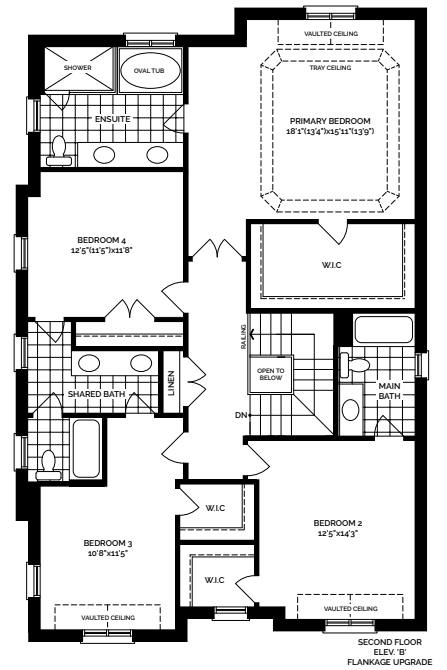 VAULTED CEILING
SHOWER
OVAL TUB
TRAY CEILING
ENSUITE
PRIMARY BEDROOM
18'1"(13'4")x15'11"(13'9")
BEDROOM 4
12'5"(11'5")x11'8"
W.I.C
RAILING
OPEN TO
BELOW
LINEN
SHARED BATH
MAIN
BATH
DN
W.I.C
BEDROOM 2
12'5"x14'3"
BEDROOM 3
10'8"x11'5"
W.I.C
VAULTED CEILING
VAULTED CEILING
SECOND FLOOR
ELEV. 'B'
FLANKAGE UPGRADE